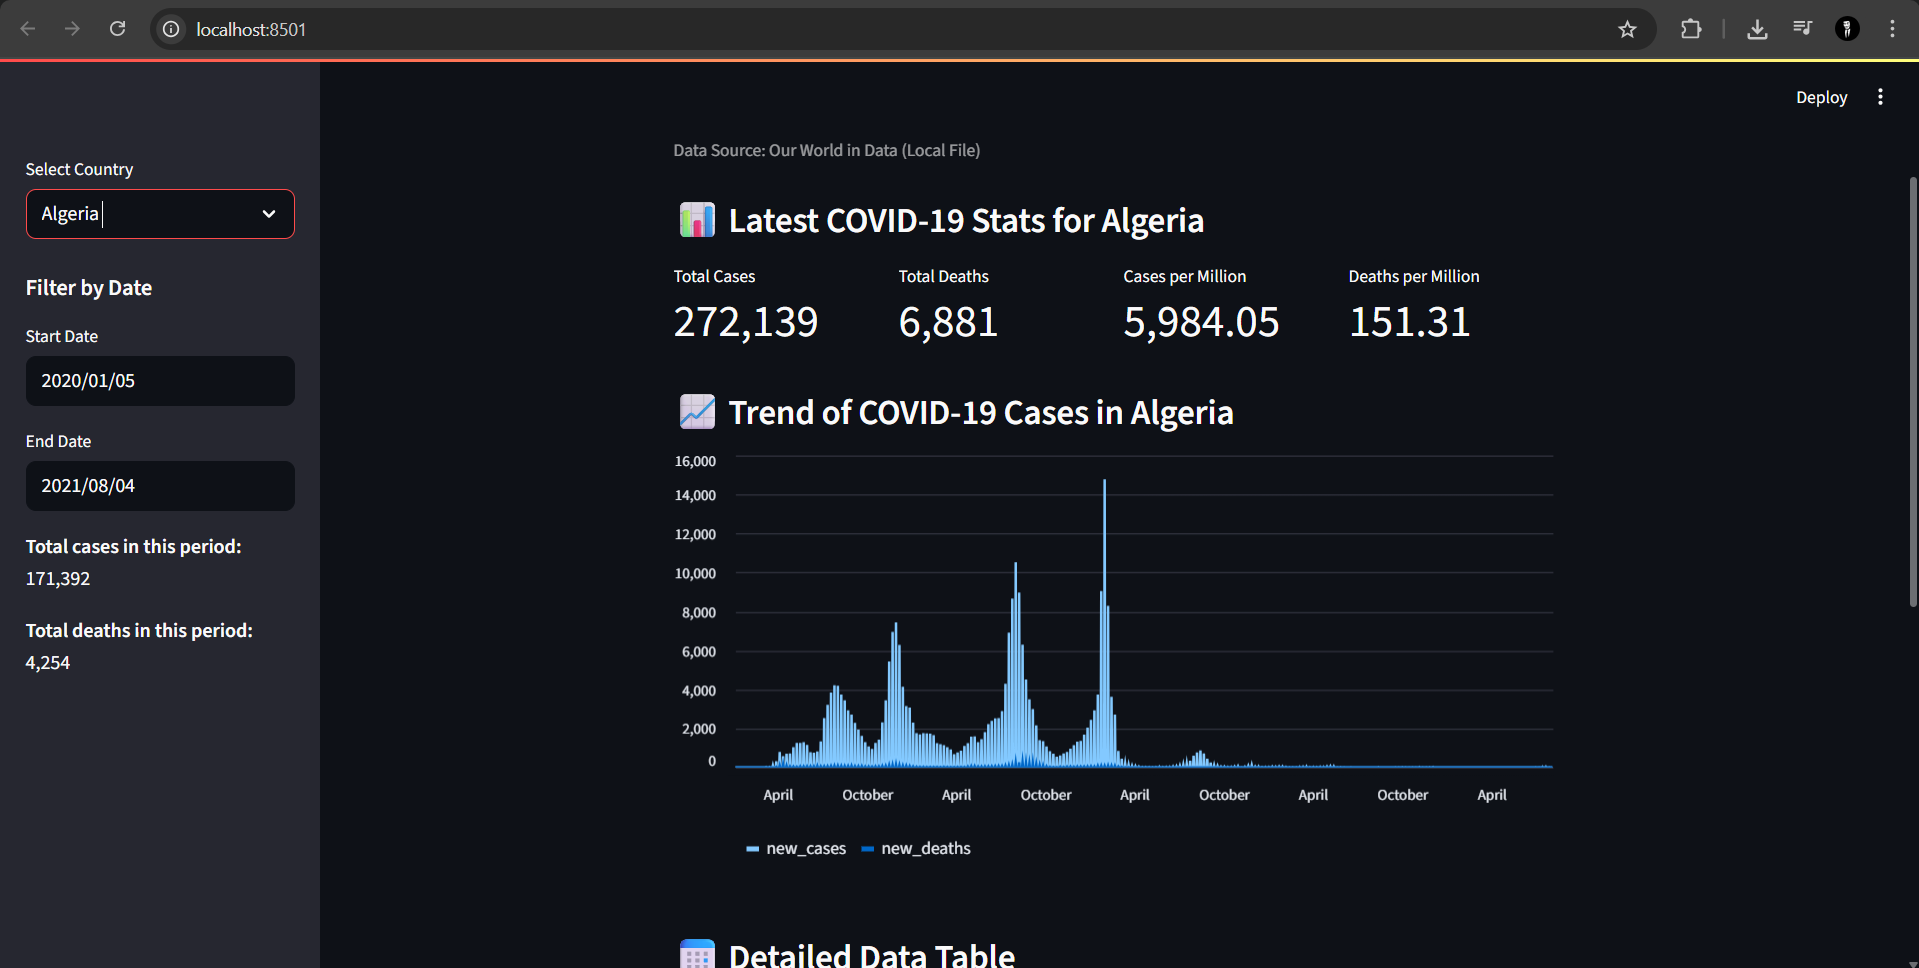 localhost:8501
Deploy
Select Country
Algeria
Filter by Date
Start Date
2020/01/05
End Date
2021/08/04
Total cases in this period:
171,392
Total deaths in this period:
4,254
Data Source: Our World in Data (Local File)
Latest COVID-19 Stats for Algeria
Total Cases Total Deaths Cases per Million Deaths per Million
272,139 6,881 5,984.05 151.31
Trend of COVID-19 Cases in Algeria
16,000
14,000
12,000
10,000
8,000
6,000
4,000
2,000
0
April October April October April October April October April
new_cases new_deaths
Detailed Data Table